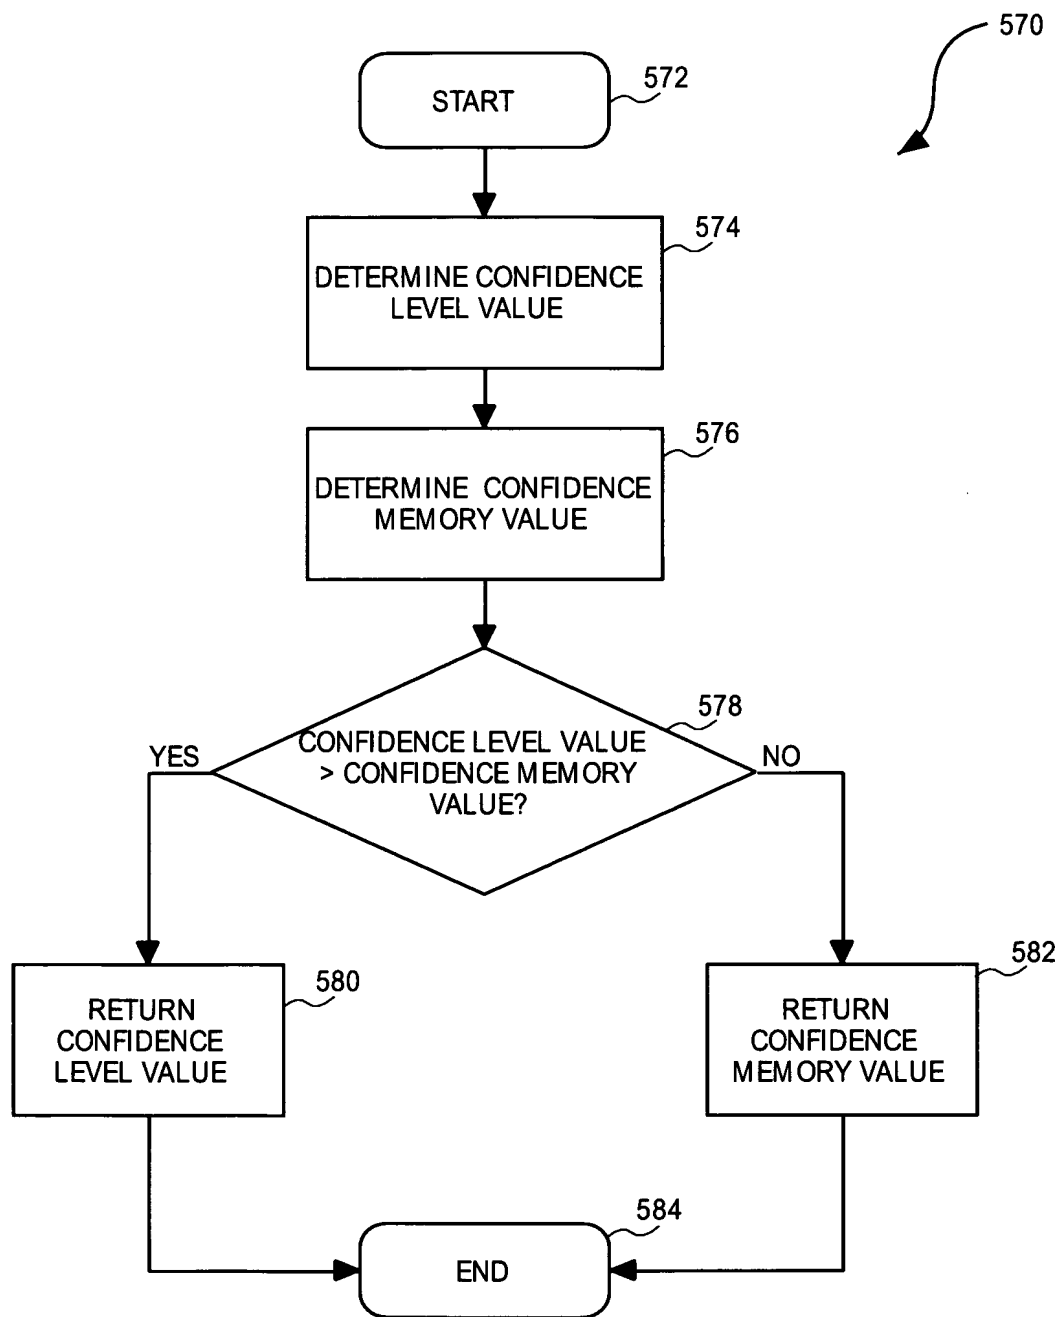 570
START
572
574
DETERMINE CONFIDENCE
LEVEL VALUE
576
DETERMINE CONFIDENCE
MEMORY VALUE
578
CONFIDENCE LEVEL VALUE
> CONFIDENCE MEMORY
VALUE?
YES
NO
580
RETURN
CONFIDENCE
LEVEL VALUE
582
RETURN
CONFIDENCE
MEMORY VALUE
584
END